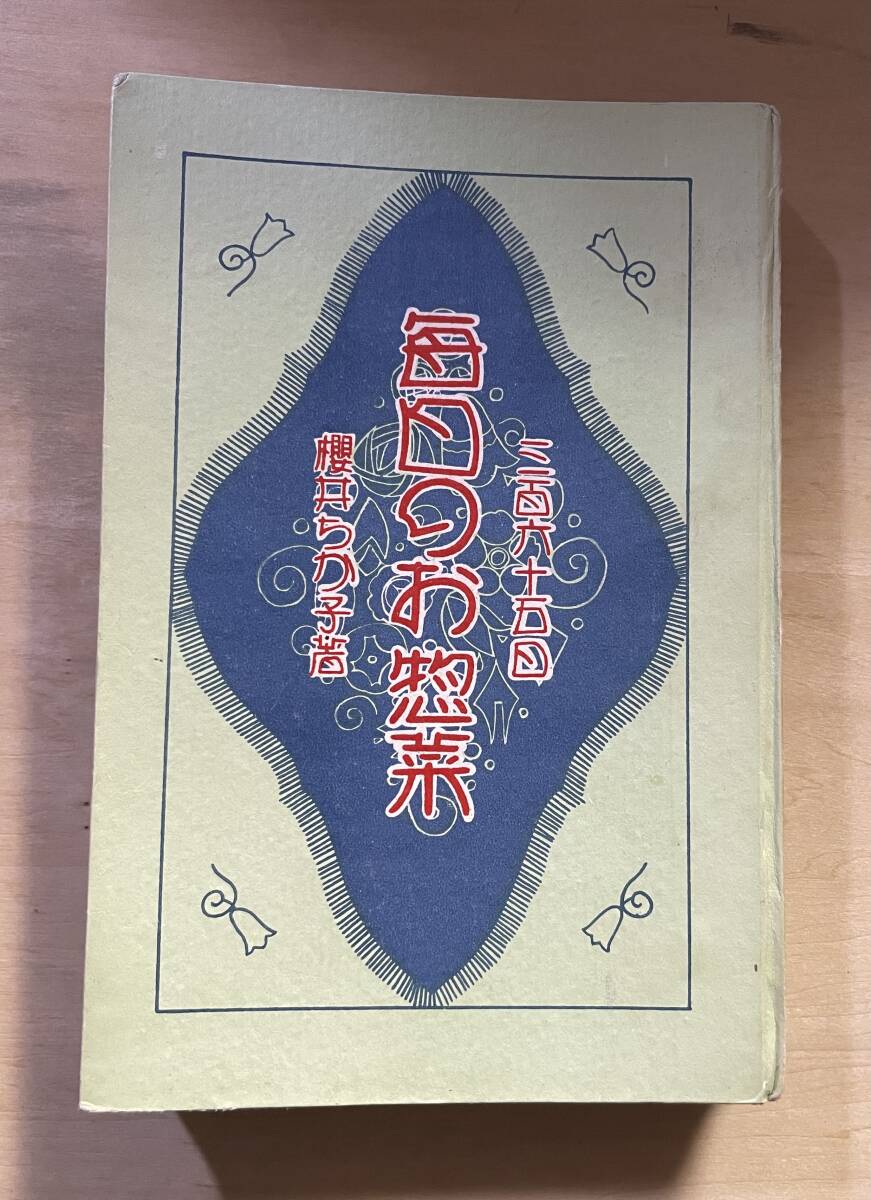 三百六十五日
毎日のお惣菜
櫻井ちか子著